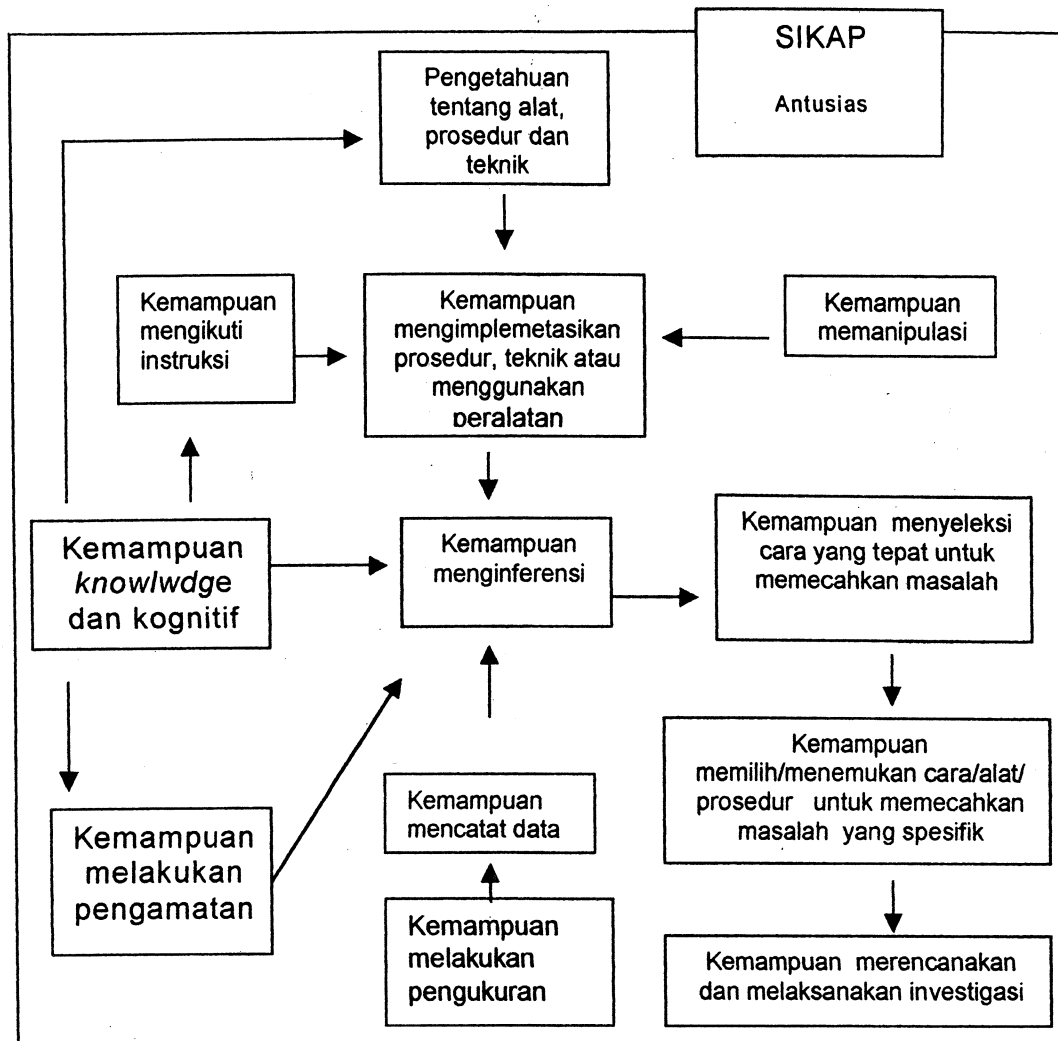 SIKAP
Antusias
Pengetahuan
tentang alat,
prosedur dan
teknik
Kemampuan
mengikuti
instruksi
Kemampuan
mengimplemetasikan
prosedur, teknik atau
menggunakan
peralatan
Kemampuan
memanipulasi
Kemampuan
knowlwdge
dan kognitif
Kemampuan
menginferensi
Kemampuan menyeleksi
cara yang tepat untuk
memecahkan masalah
Kemampuan
memilih/menemukan cara/alat/
prosedur untuk memecahkan
masalah yang spesifik
Kemampuan
melakukan
pengamatan
Kemampuan
mencatat data
Kemampuan
melakukan
pengukuran
Kemampuan merencanakan
dan melaksanakan investigasi